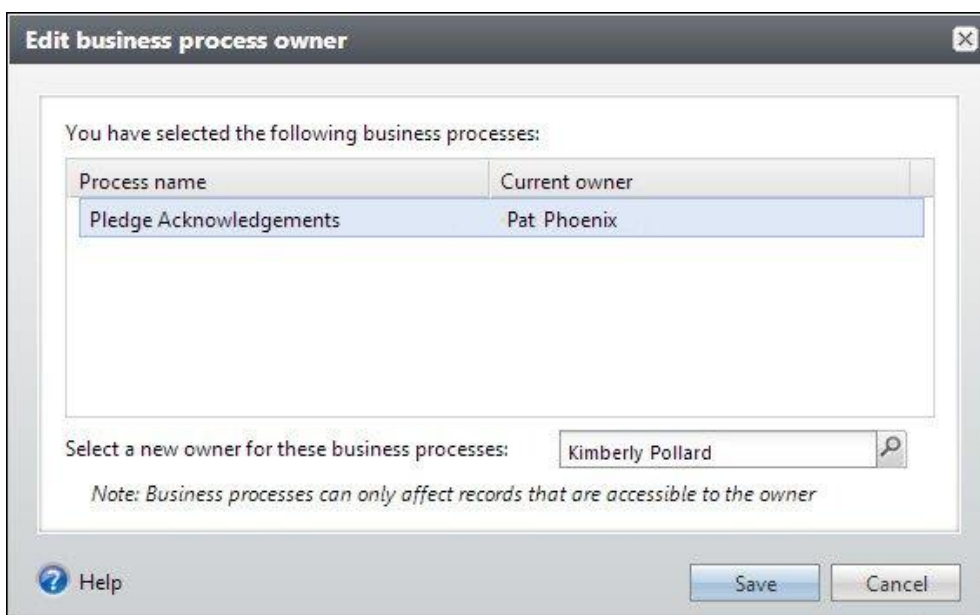 Edit business process owner
You have selected the following business processes:
Process name Current owner
Pledge Acknowledgements Pat Phoenix
Select a new owner for these business processes: Kimberly Pollard
Note: Business processes can only affect records that are accessible to the owner
Help Save Cancel